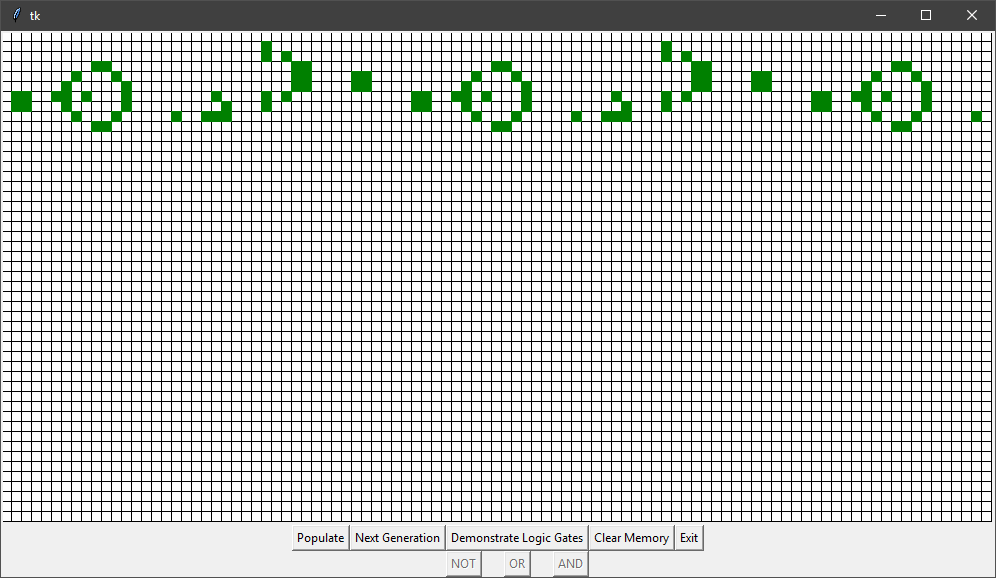 tk
Populate Next Generation Demonstrate Logic Gates Clear Memory Exit
NOT OR AND